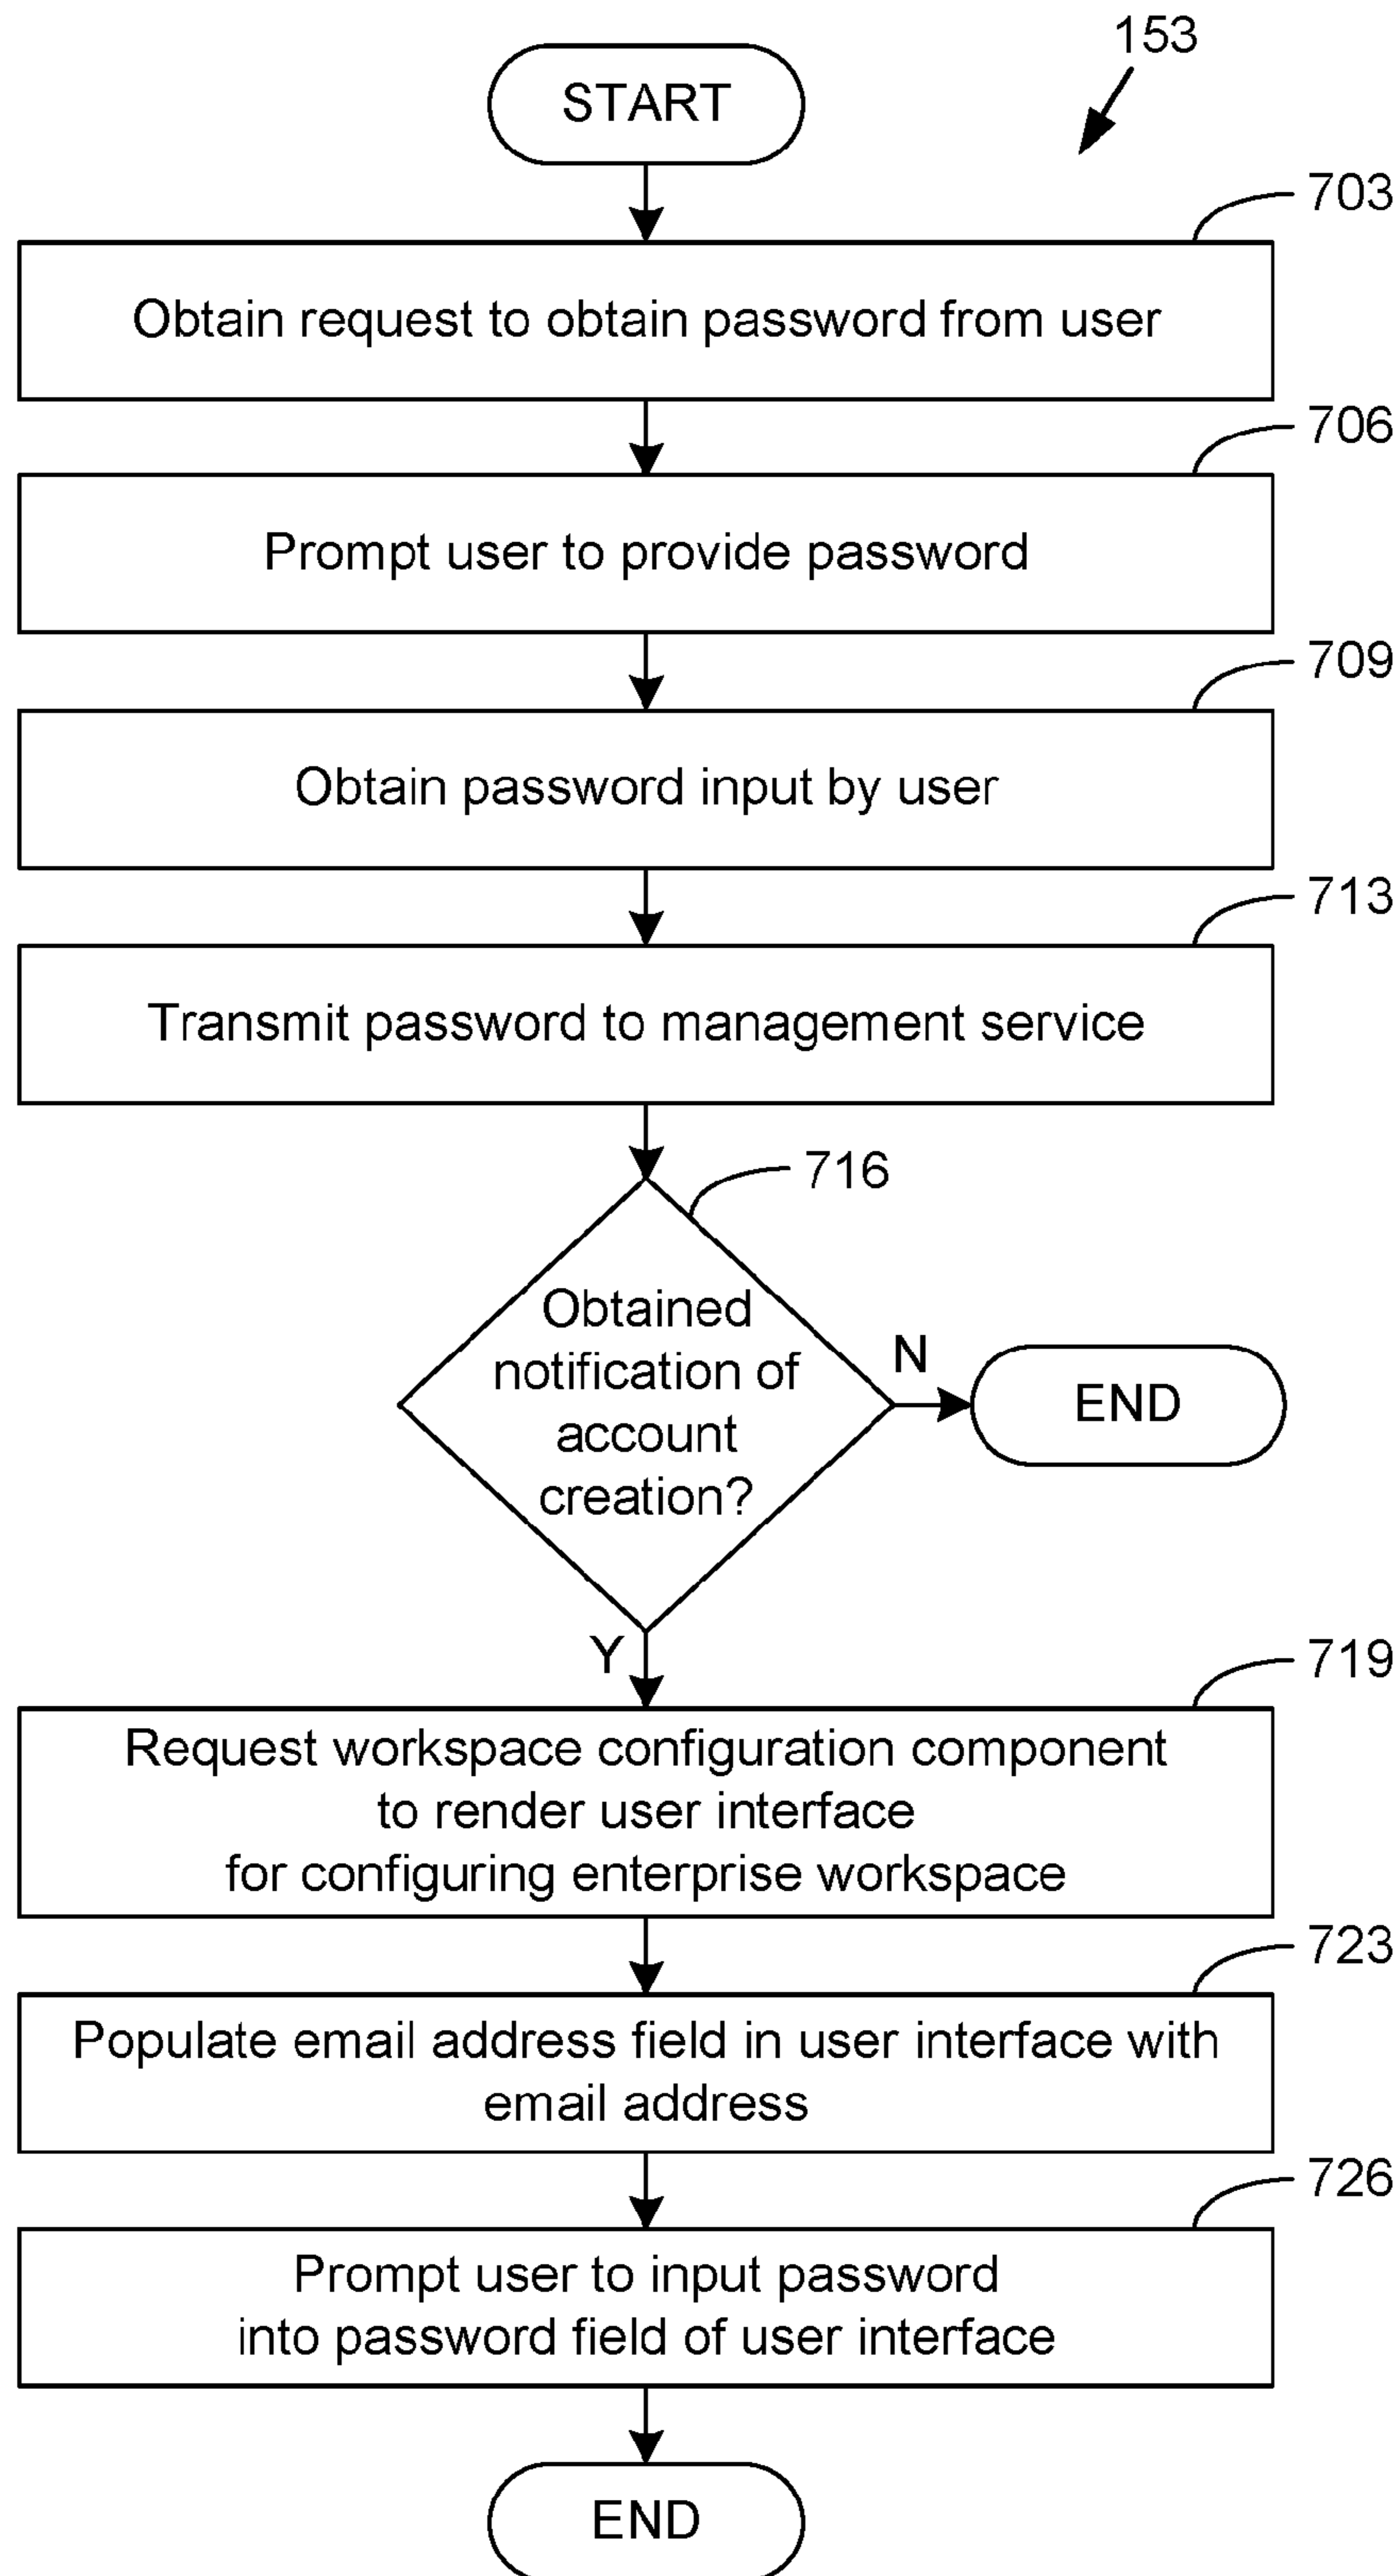 153
START
703
Obtain request to obtain password from user
706
Prompt user to provide password
709
Obtain password input by user
713
Transmit password to management service
716
Obtained
notification of
account
creation?
N
END
Y
719
Request workspace configuration component
to render user interface
for configuring enterprise workspace
723
Populate email address field in user interface with
email address
726
Prompt user to input password
into password field of user interface
END